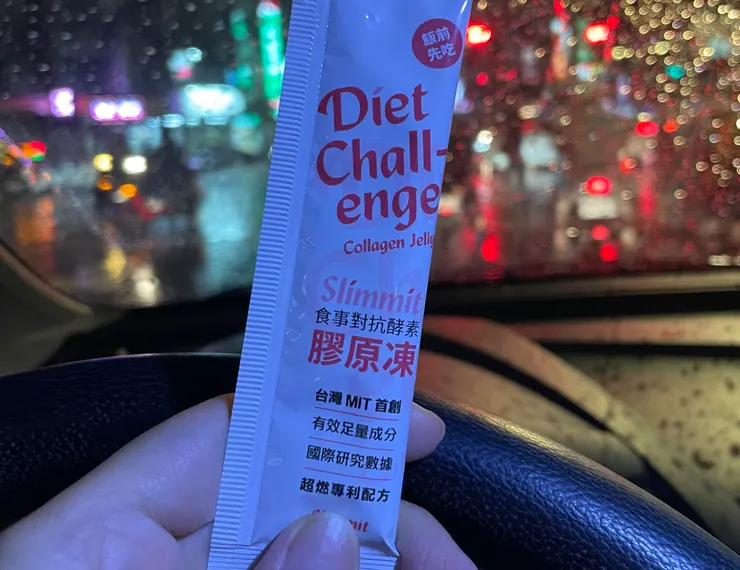 飯前
先吃
Diet
Chall-
enge
Collagen Jelly
Slimmit
食事對抗酵素
膠原凍
台灣 MIT 首創
有效足量成分
國際研究數據
超燃專利配方